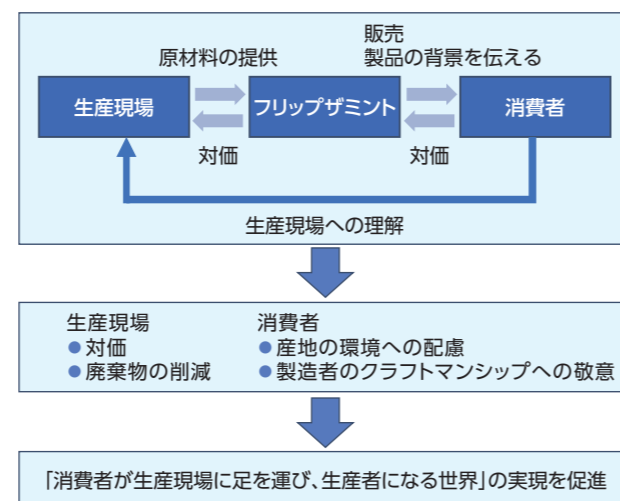 販売
原材料の提供
製品の背景を伝える
生産現場
フリップザミント
消費者
対価
対価
生産現場への理解
生産現場
●対価
●廃棄物の削減
消費者
●産地の環境への配慮
●製造者のクラフトマンシップへの敬意
「消費者が生産現場に足を運び、生産者になる世界」の実現を促進